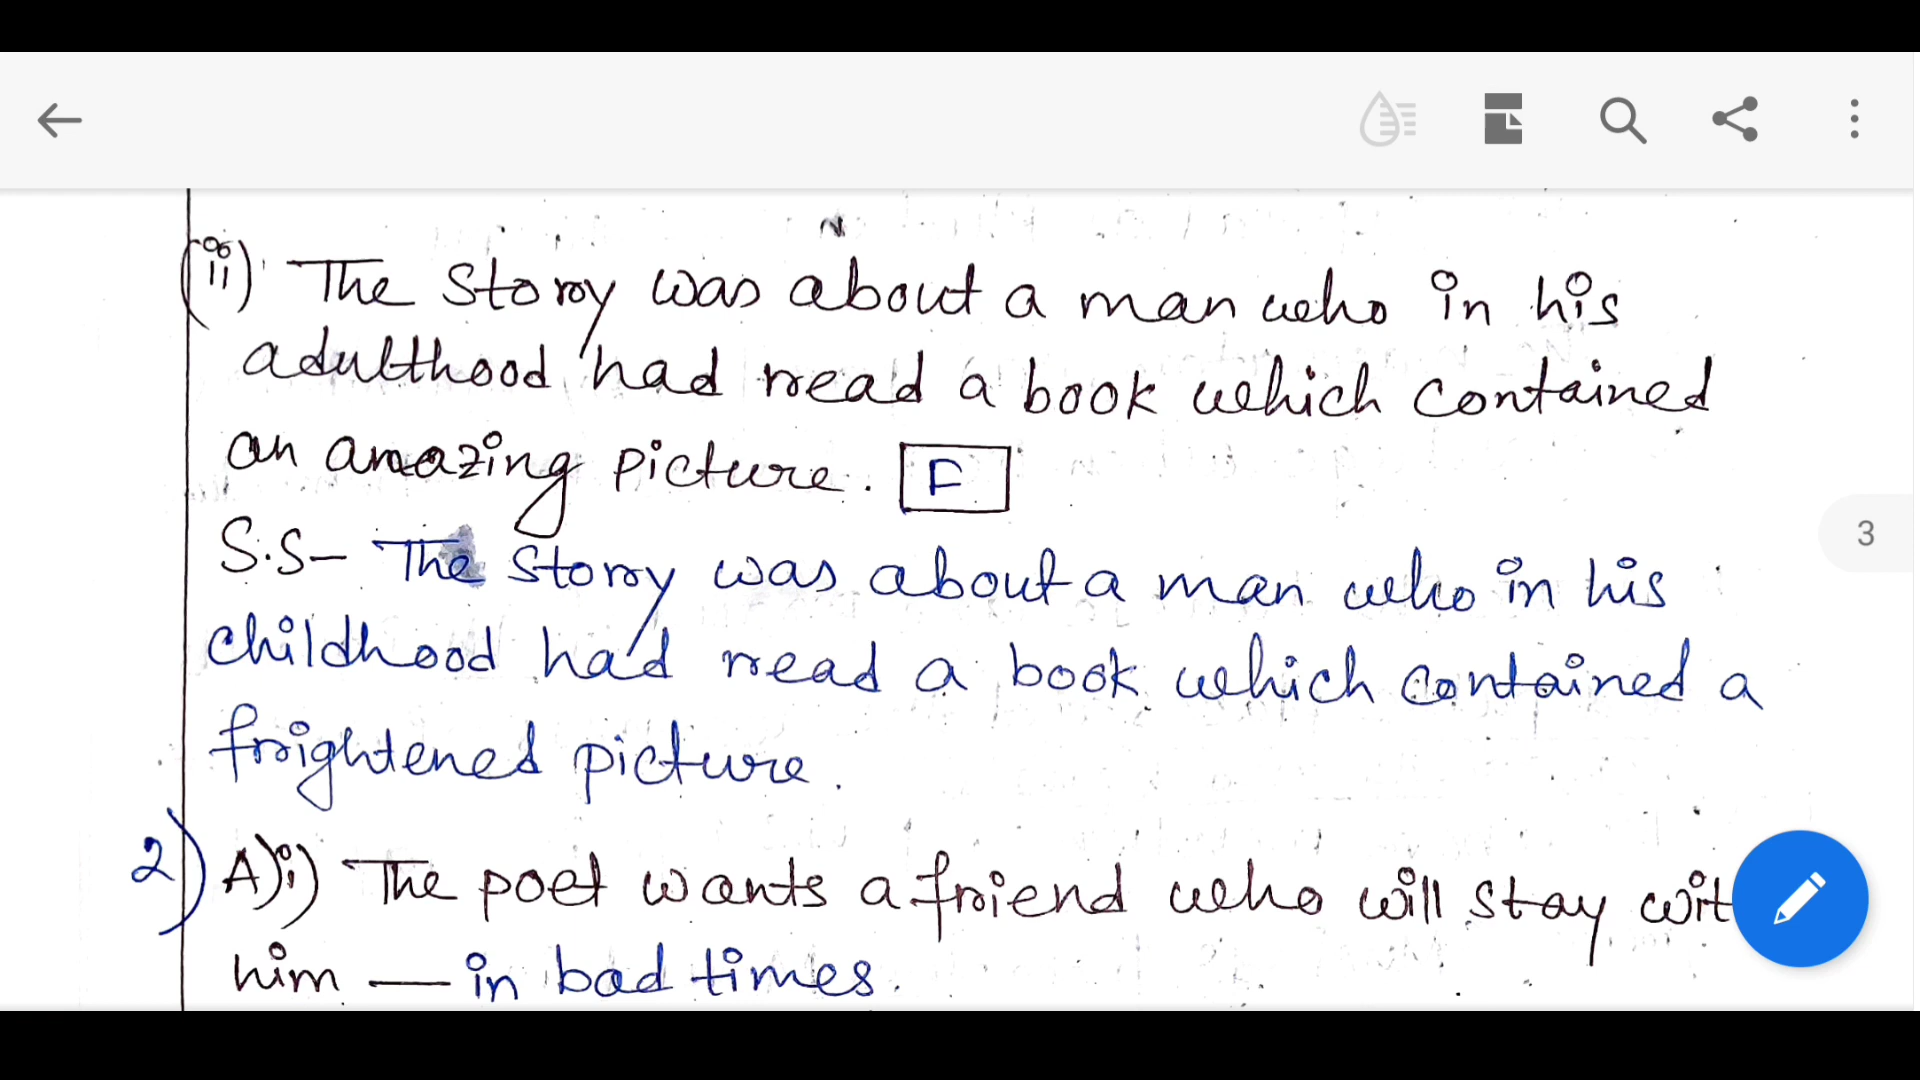 (ii) The story was about a man who in his
adulthood had read a book which contained
an amazing picture. F
3
S.S- The story was about a man who in his
childhood had read a book which contained a
frightened picture.
2) A)i) The poet wants a friend who will stay wit
him — in bad times.